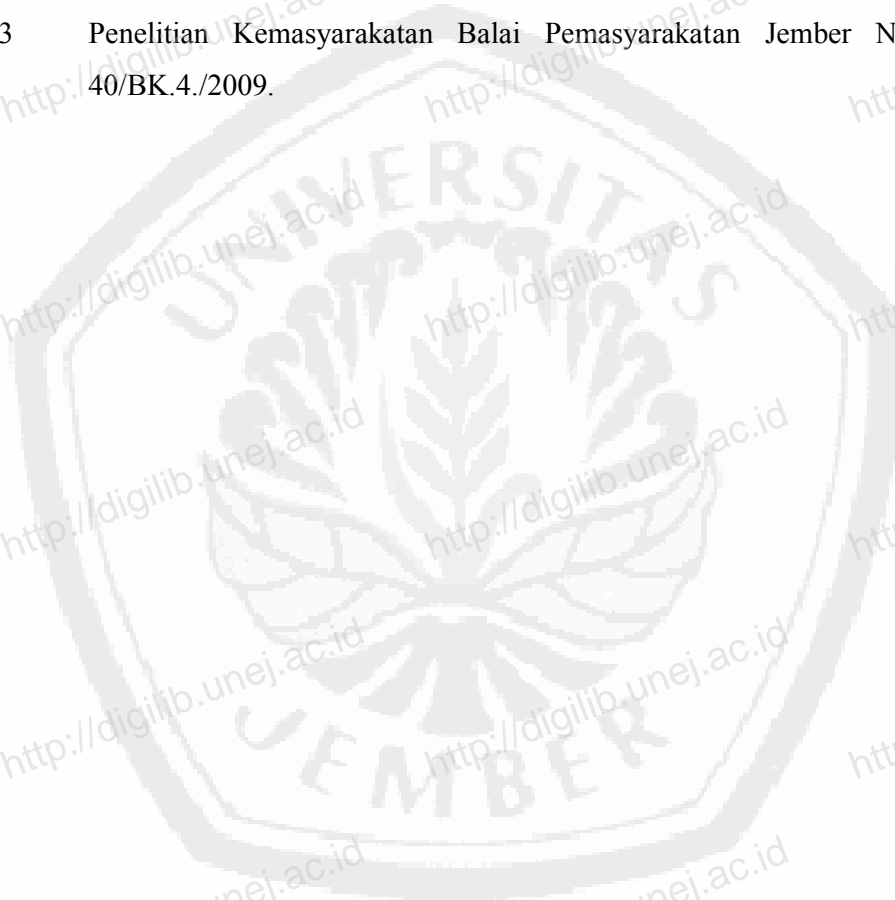 3 Penelitian Kemasyarakatan Balai Pemasyarakatan Jember N
40/BK.4./2009.
http://digilib.unej.ac.id
http://digilib.unej.ac.id
UNIVERSITAS
http://digilib.unej.ac.id
http://digilib.unej.ac.id
http://digilib.unej.ac.id
http://digilib.unej.ac.id
http://digilib.unej.ac.id
http://digilib.unej.ac.id
JEMBER